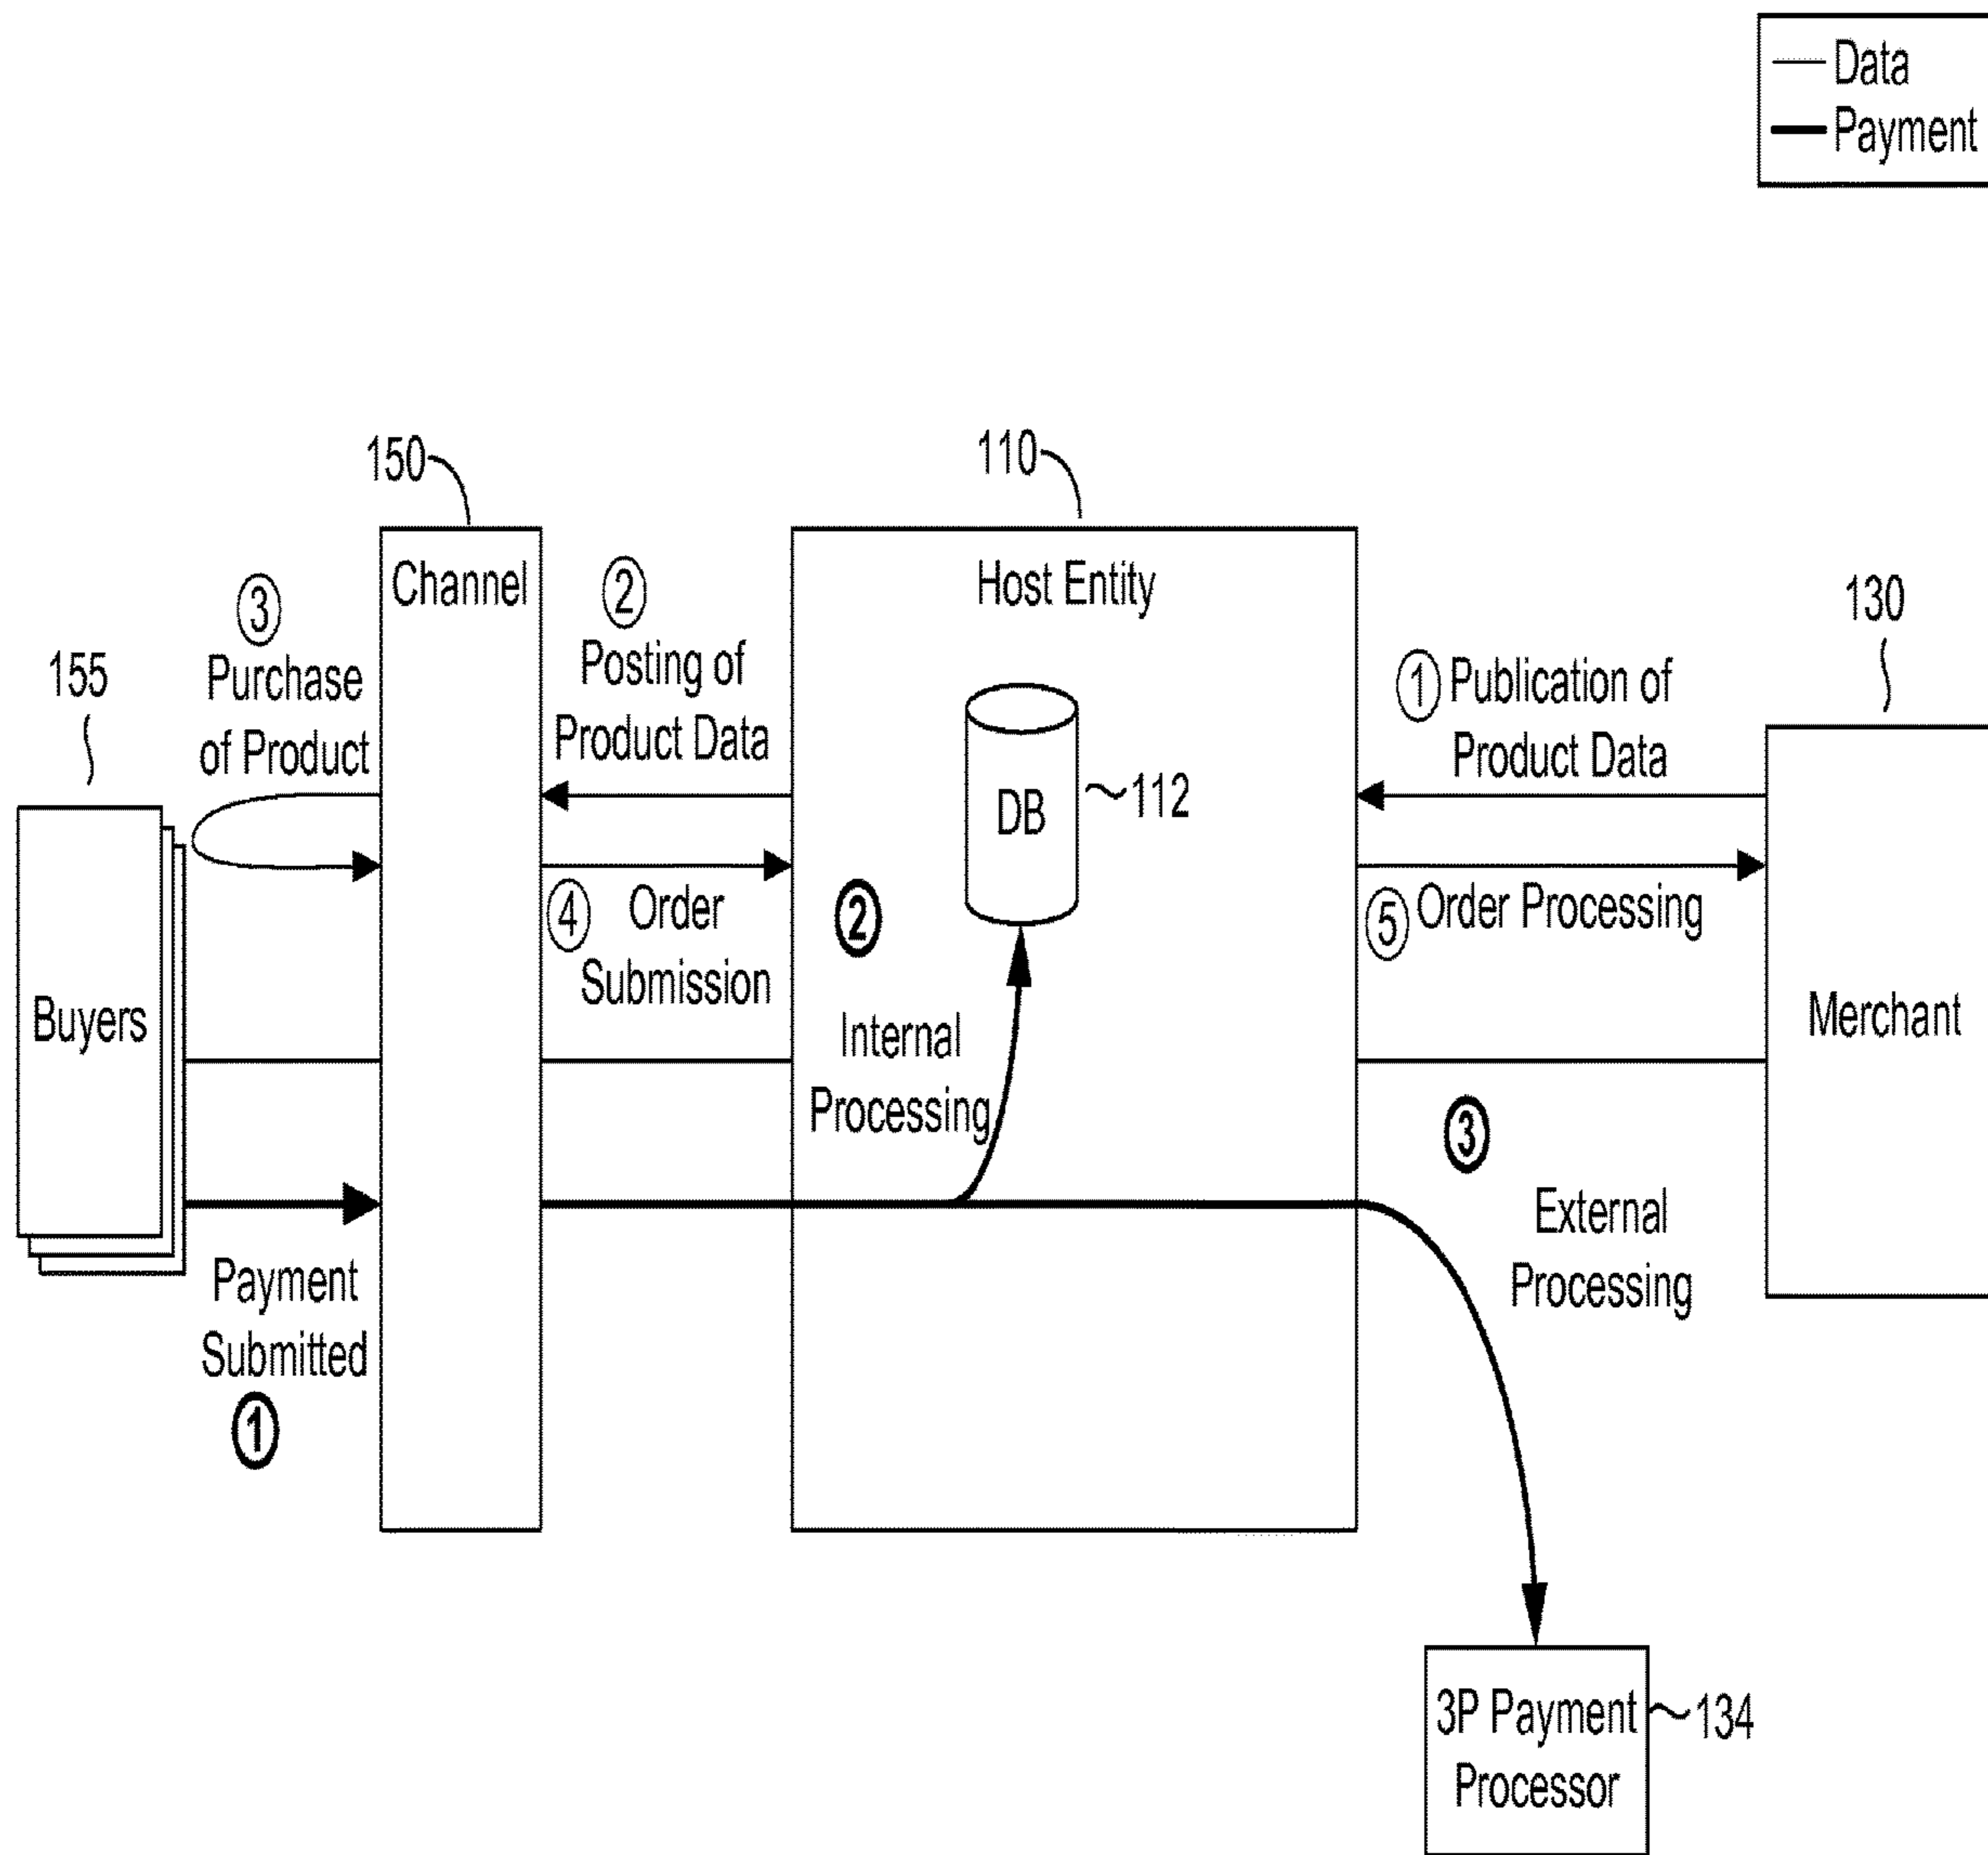 Data
Payment
150
110
Channel
Host Entity
③
Purchase
of Product
②
Posting of
Product Data
130
155
① Publication of
Product Data
DB
112
④ Order
Submission
②
Internal
Processing
⑤ Order Processing
Buyers
Merchant
③
External
Processing
Payment
Submitted
①
3P Payment
Processor
134